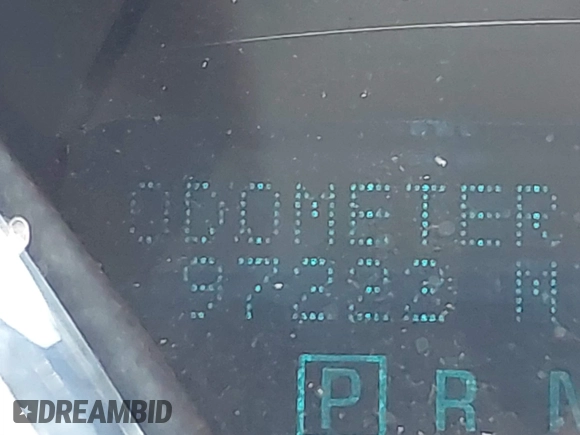 ODOMETER
97222 M
P R N
DREAMBID